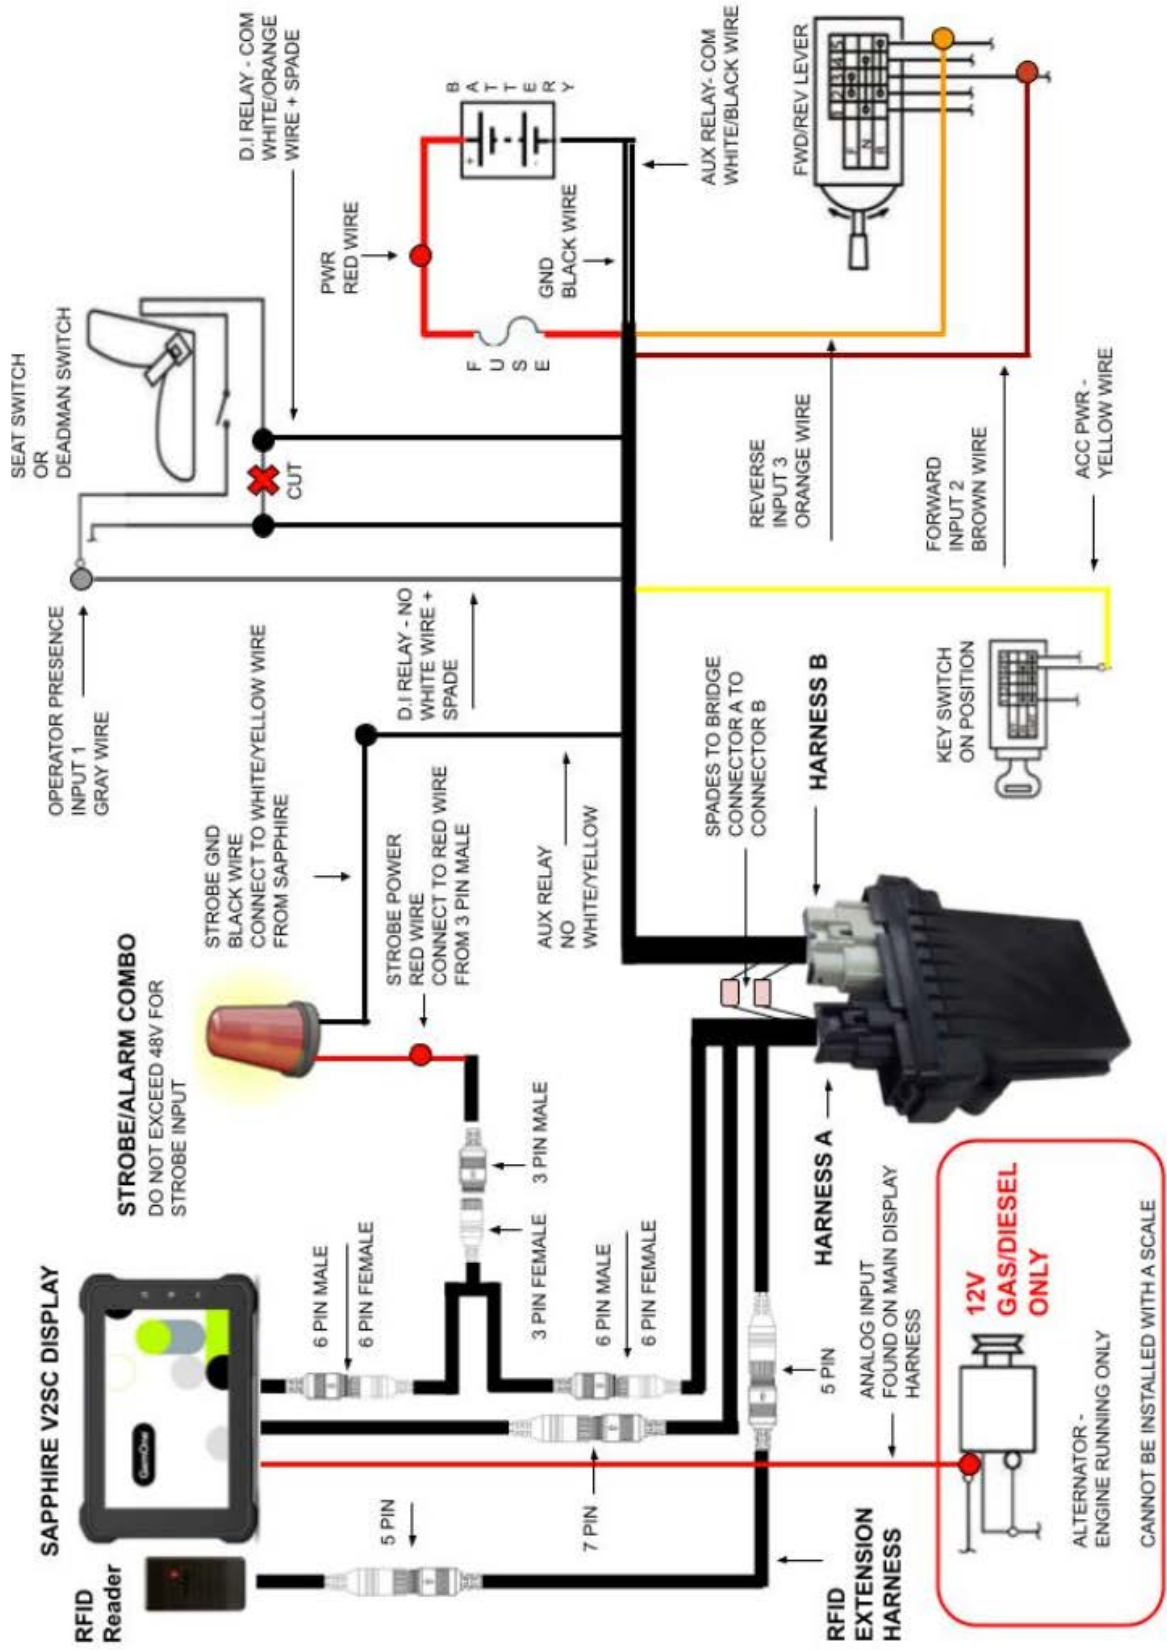 RFID
Reader
SAPPHIRE V2SC DISPLAY
GemOne
STROBE/ALARM COMBO
DO NOT EXCEED 48V FOR
STROBE INPUT
STROBE GND
BLACK WIRE
CONNECT TO WHITE/YELLOW WIRE
FROM SAPPHIRE
OPERATOR PRESENCE
INPUT 1
GRAY WIRE
SEAT SWITCH
OR
DEADMAN SWITCH
CUT
D.I RELAY - COM
WHITE/ORANGE
WIRE + SPADE
PWR
RED WIRE
BATTERY
+
-
FUSE
GND
BLACK WIRE
AUX RELAY- COM
WHITE/BLACK WIRE
D.I RELAY - NO
WHITE WIRE +
SPADE
STROBE POWER
RED WIRE
CONNECT TO RED WIRE
FROM 3 PIN MALE
AUX RELAY
NO
WHITE/YELLOW
5 PIN
6 PIN MALE
6 PIN FEMALE
7 PIN
3 PIN FEMALE
3 PIN MALE
6 PIN MALE
6 PIN FEMALE
SPADES TO BRIDGE
CONNECTOR A TO
CONNECTOR B
REVERSE
INPUT 3
ORANGE WIRE
FWD/REV LEVER
1 2 3 4 5
F
N
R
FORWARD
INPUT 2
BROWN WIRE
ACC PWR -
YELLOW WIRE
KEY SWITCH
ON POSITION
HARNESS A
HARNESS B
5 PIN
RFID
EXTENSION
HARNESS
ANALOG INPUT
FOUND ON MAIN DISPLAY
HARNESS
12V
GAS/DIESEL
ONLY
ALTERNATOR -
ENGINE RUNNING ONLY
CANNOT BE INSTALLED WITH A SCALE